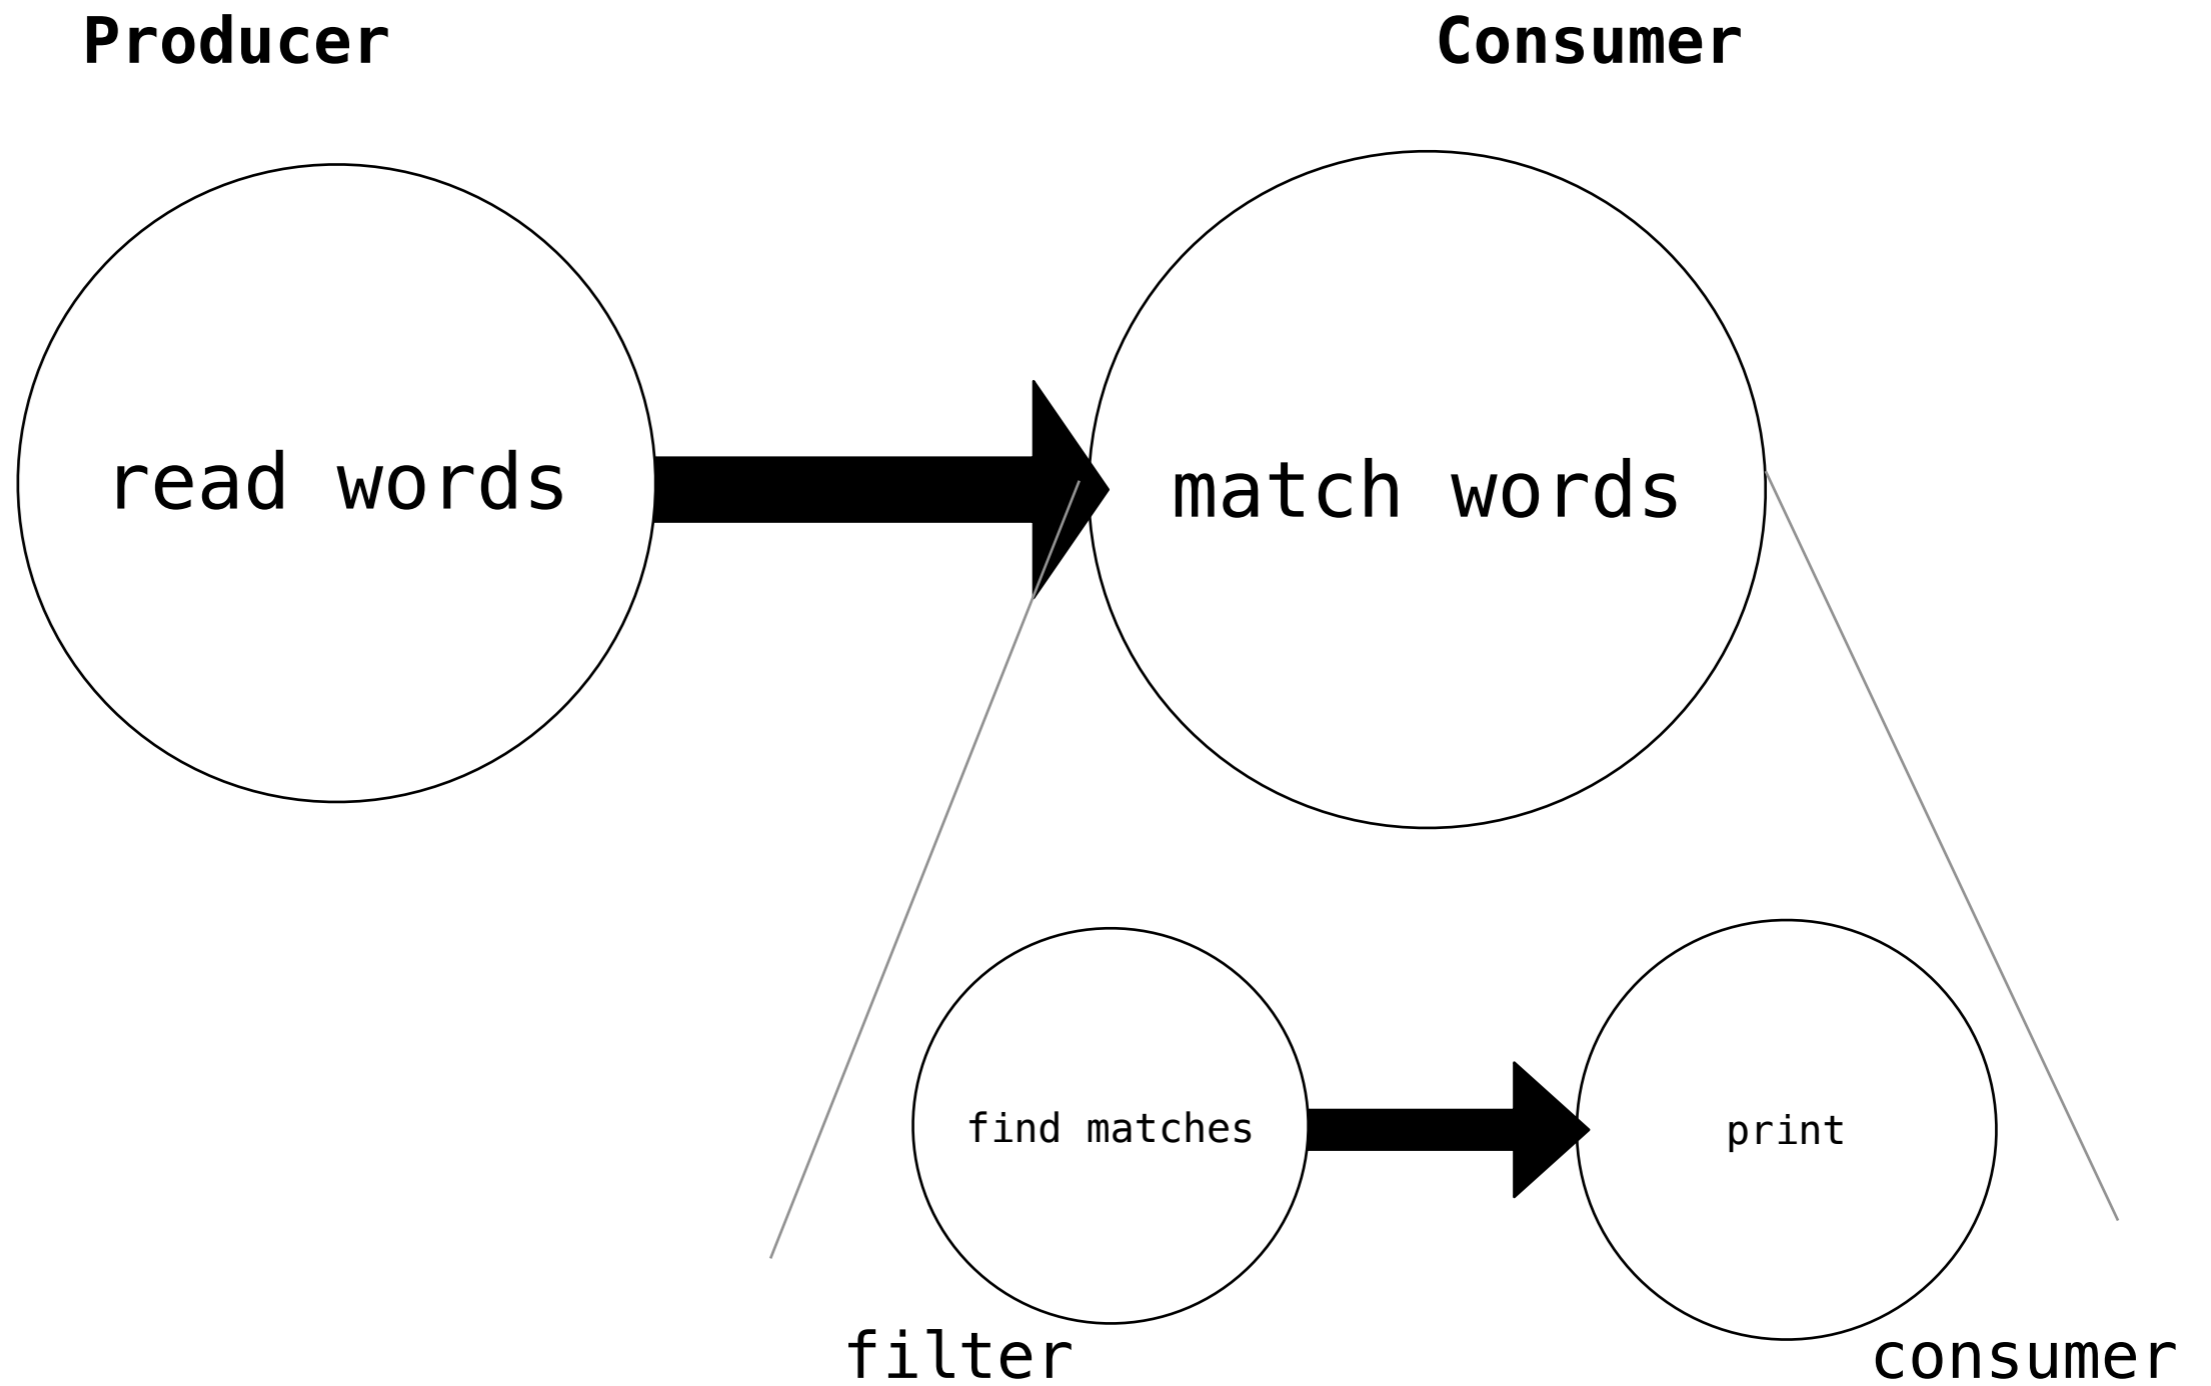 Producer
Consumer
read words
match words
find matches
print
filter
consumer